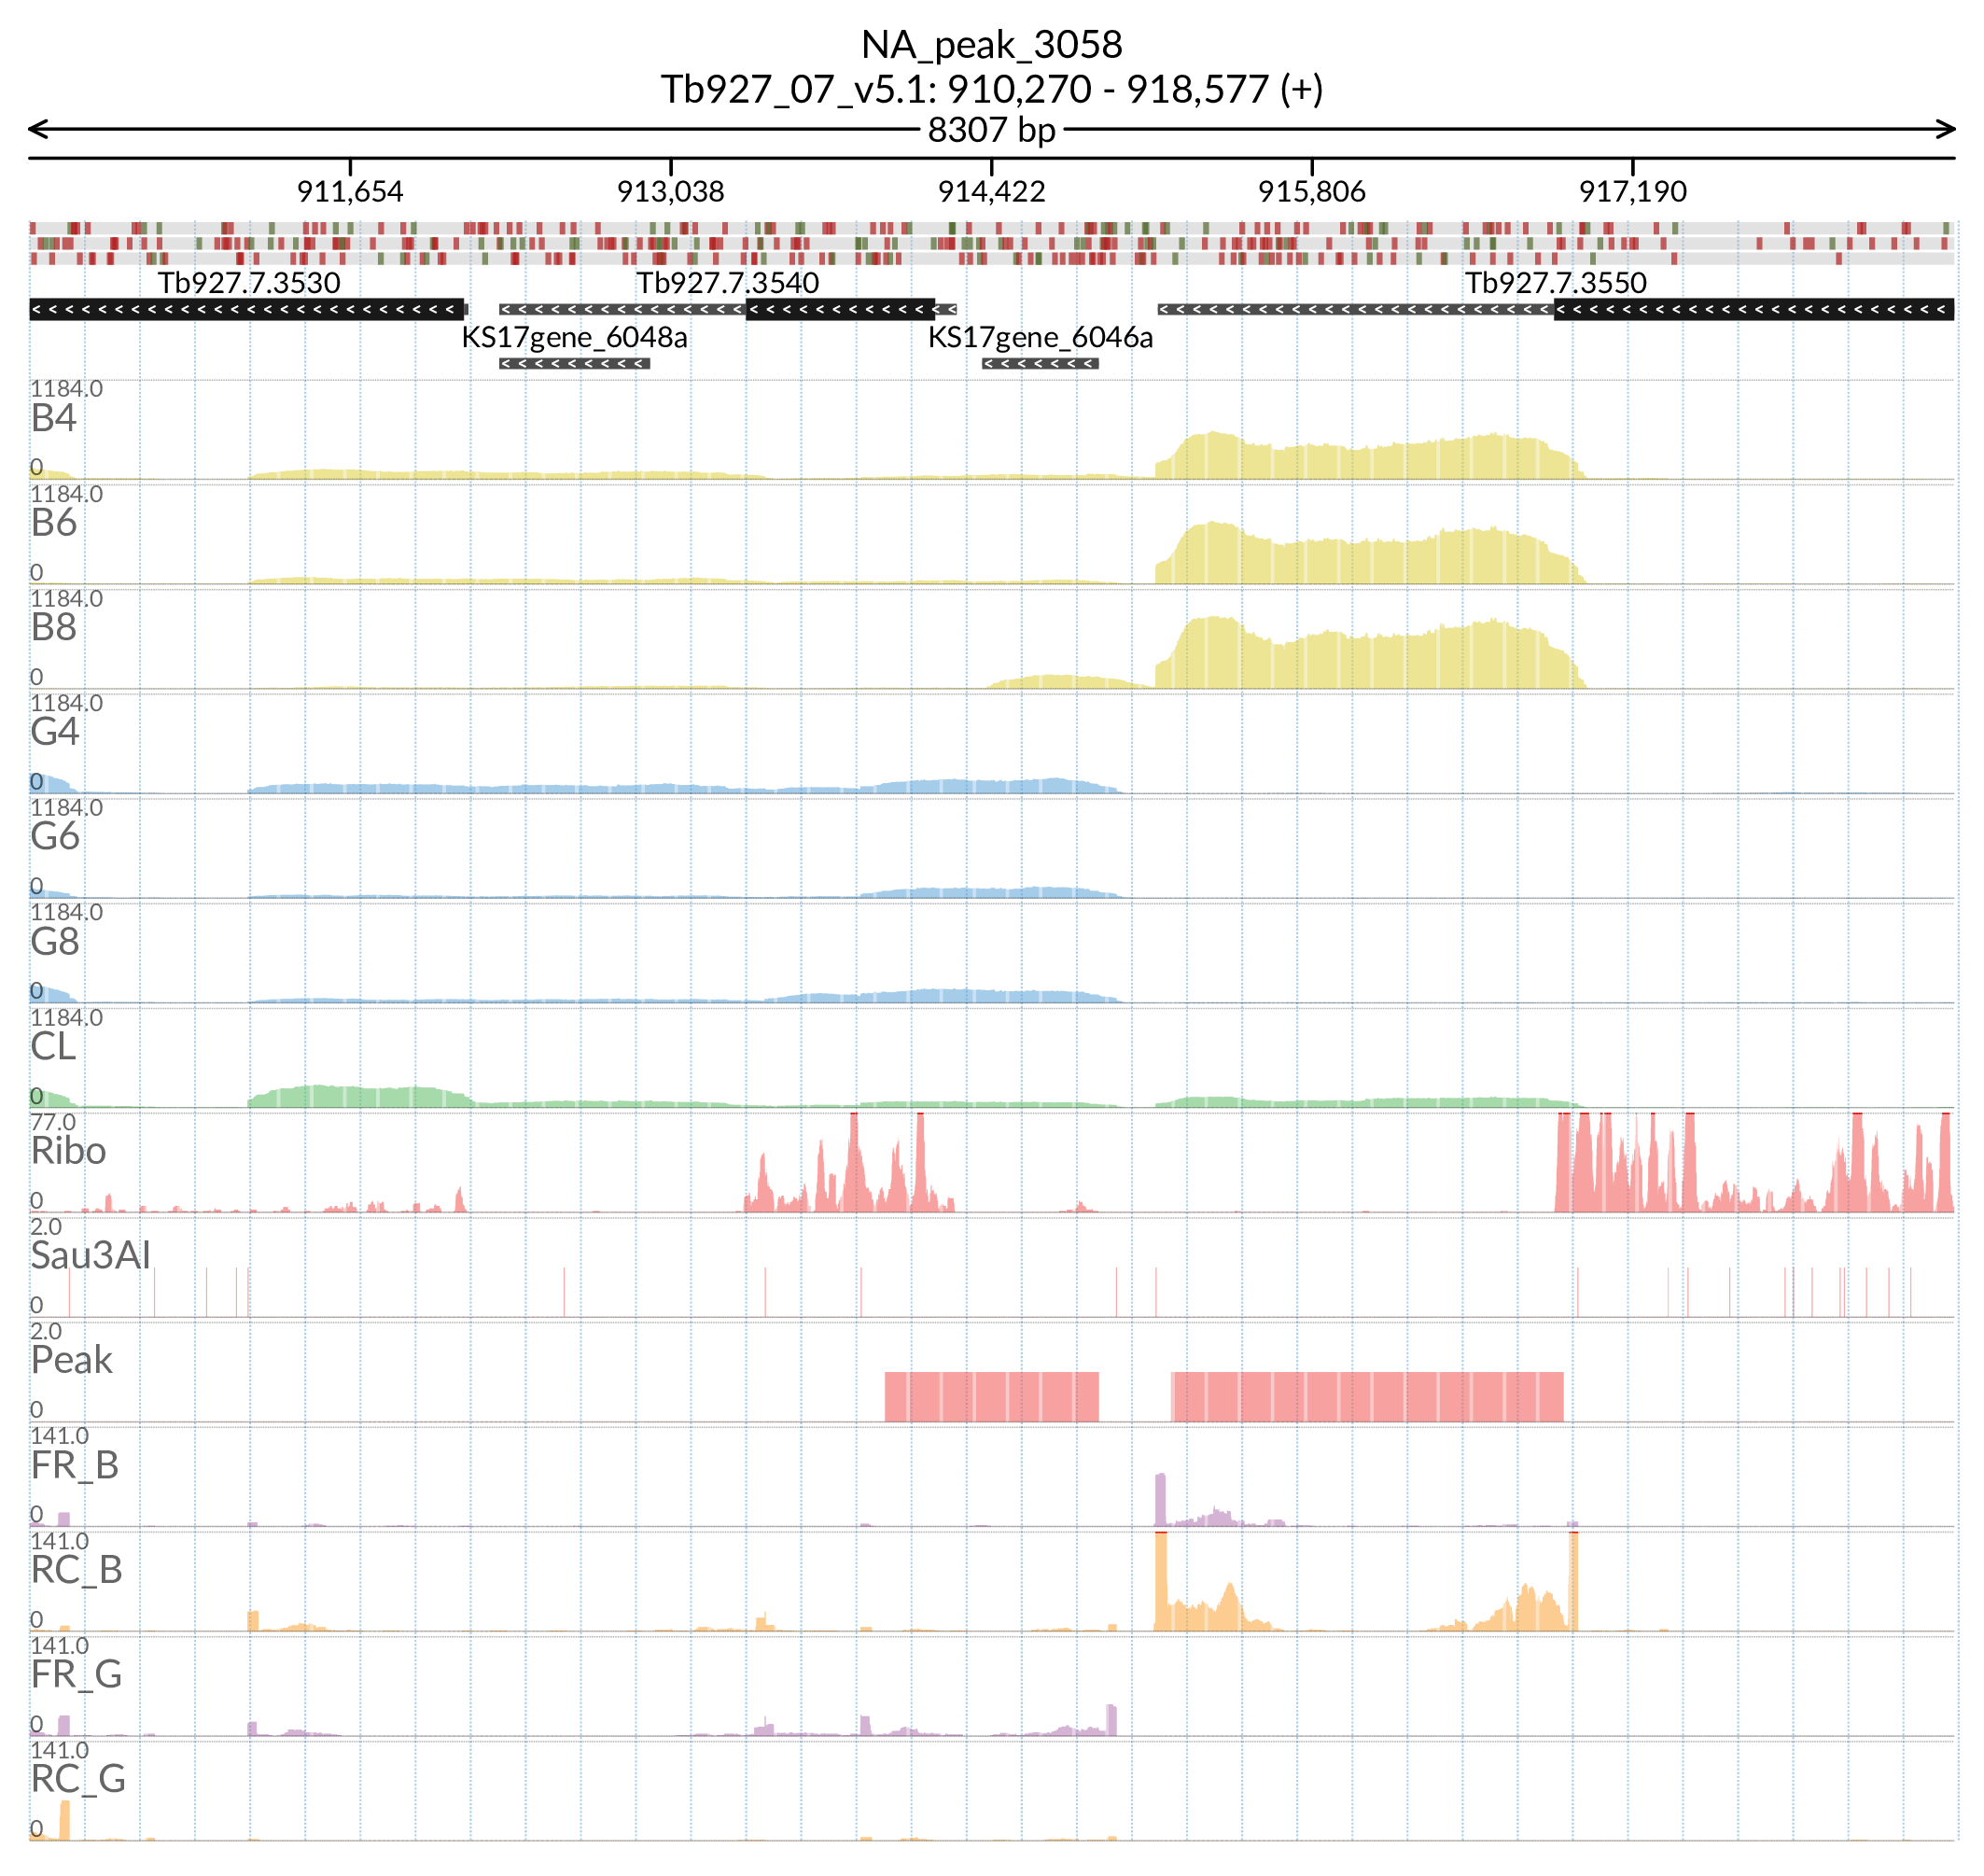 NA_peak_3058
Tb927_07_v5.1: 910,270 - 918,577 (+)
8307 bp
911,654 913,038 914,422 915,806 917,190
Tb927.7.3530 Tb927.7.3540 Tb927.7.3550
KS17gene_6048a KS17gene_6046a
1184.0
B4
0
1184.0
B6
0
1184.0
B8
0
1184.0
G4
0
1184.0
G6
0
1184.0
G8
0
1184.0
CL
0
77.0
Ribo
0
2.0
Sau3AI
0
2.0
Peak
0
141.0
FR_B
0
141.0
RC_B
0
141.0
FR_G
0
141.0
RC_G
0